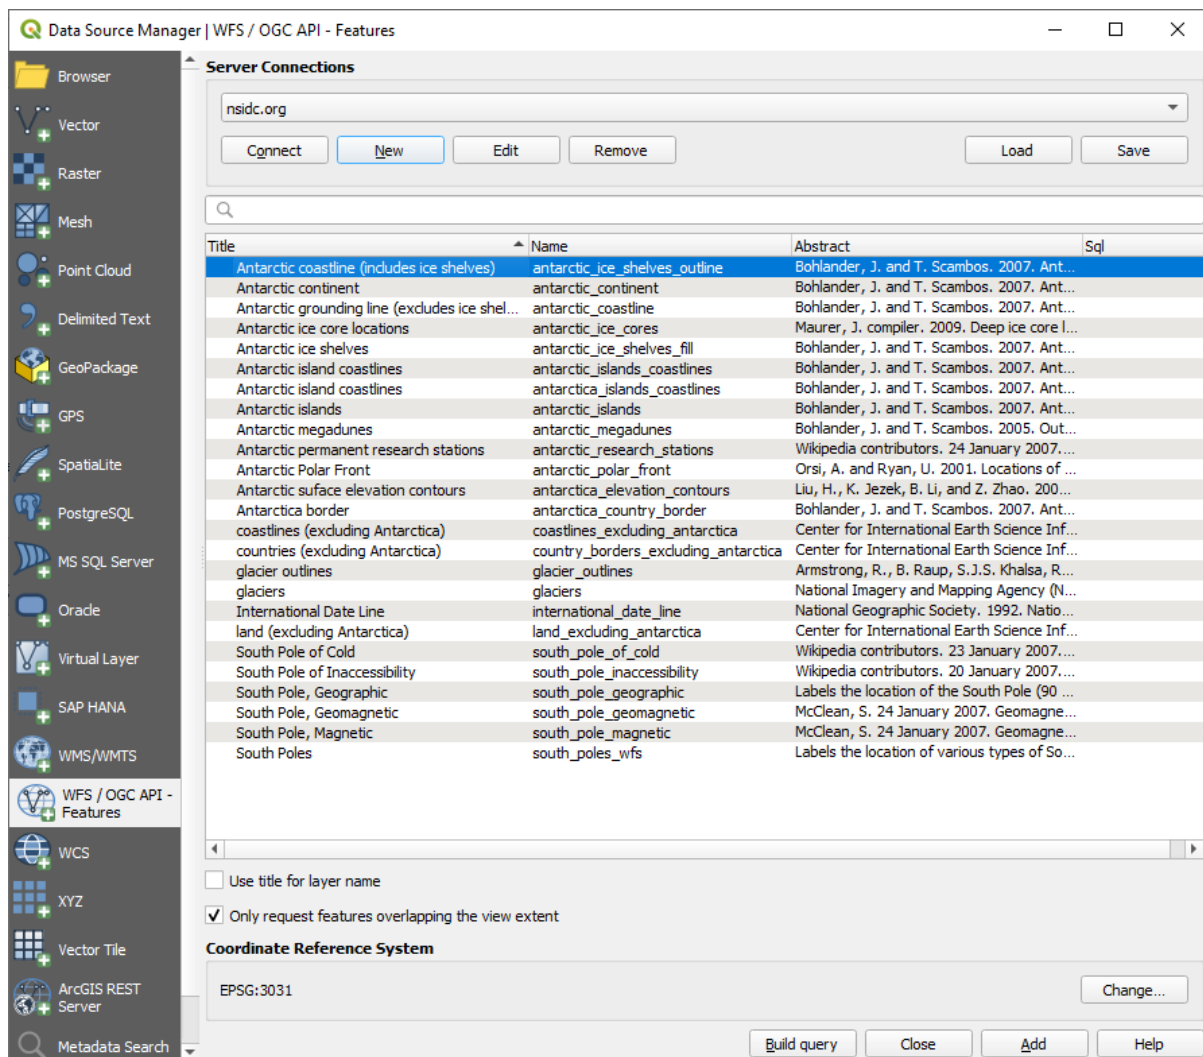 Data Source Manager | WFS / OGC API - Features
Browser
Vector
Raster
Mesh
Point Cloud
Delimited Text
GeoPackage
GPS
SpatiaLite
PostgreSQL
MS SQL Server
Oracle
Virtual Layer
SAP HANA
WMS/WMTS
WFS / OGC API -
Features
WCS
XYZ
Vector Tile
ArcGIS REST
Server
Metadata Search
Server Connections
nsidc.org
Connect New Edit Remove Load Save
Title Name Abstract Sql
Antarctic coastline (includes ice shelves) antarctic_ice_shelves_outline Bohlander, J. and T. Scambos. 2007. Ant...
Antarctic continent antarctic_continent Bohlander, J. and T. Scambos. 2007. Ant...
Antarctic grounding line (excludes ice shel... antarctic_coastline Bohlander, J. and T. Scambos. 2007. Ant...
Antarctic ice core locations antarctic_ice_cores Maurer, J. compiler. 2009. Deep ice core l...
Antarctic ice shelves antarctic_ice_shelves_fill Bohlander, J. and T. Scambos. 2007. Ant...
Antarctic island coastlines antarctic_islands_coastlines Bohlander, J. and T. Scambos. 2007. Ant...
Antarctic island coastlines antarctica_islands_coastlines Bohlander, J. and T. Scambos. 2007. Ant...
Antarctic islands antarctic_islands Bohlander, J. and T. Scambos. 2007. Ant...
Antarctic megadunes antarctic_megadunes Bohlander, J. and T. Scambos. 2005. Out...
Antarctic permanent research stations antarctic_research_stations Wikipedia contributors. 24 January 2007....
Antarctic Polar Front antarctic_polar_front Orsi, A. and Ryan, U. 2001. Locations of ...
Antarctic suface elevation contours antarctica_elevation_contours Liu, H., K. Jezek, B. Li, and Z. Zhao. 200...
Antarctica border antarctica_country_border Bohlander, J. and T. Scambos. 2007. Ant...
coastlines (excluding Antarctica) coastlines_excluding_antarctica Center for International Earth Science Inf...
countries (excluding Antarctica) country_borders_excluding_antarctica Center for International Earth Science Inf...
glacier outlines glacier_outlines Armstrong, R., B. Raup, S.J.S. Khalsa, R...
glaciers glaciers National Imagery and Mapping Agency (N...
International Date Line international_date_line National Geographic Society. 1992. Natio...
land (excluding Antarctica) land_excluding_antarctica Center for International Earth Science Inf...
South Pole of Cold south_pole_of_cold Wikipedia contributors. 23 January 2007....
South Pole of Inaccessibility south_pole_inaccessibility Wikipedia contributors. 20 January 2007....
South Pole, Geographic south_pole_geographic Labels the location of the South Pole (90 ...
South Pole, Geomagnetic south_pole_geomagnetic McClean, S. 24 January 2007. Geomagne...
South Pole, Magnetic south_pole_magnetic McClean, S. 24 January 2007. Geomagne...
South Poles south_poles_wfs Labels the location of various types of So...
Use title for layer name
Only request features overlapping the view extent
Coordinate Reference System
EPSG:3031 Change...
Build query Close Add Help